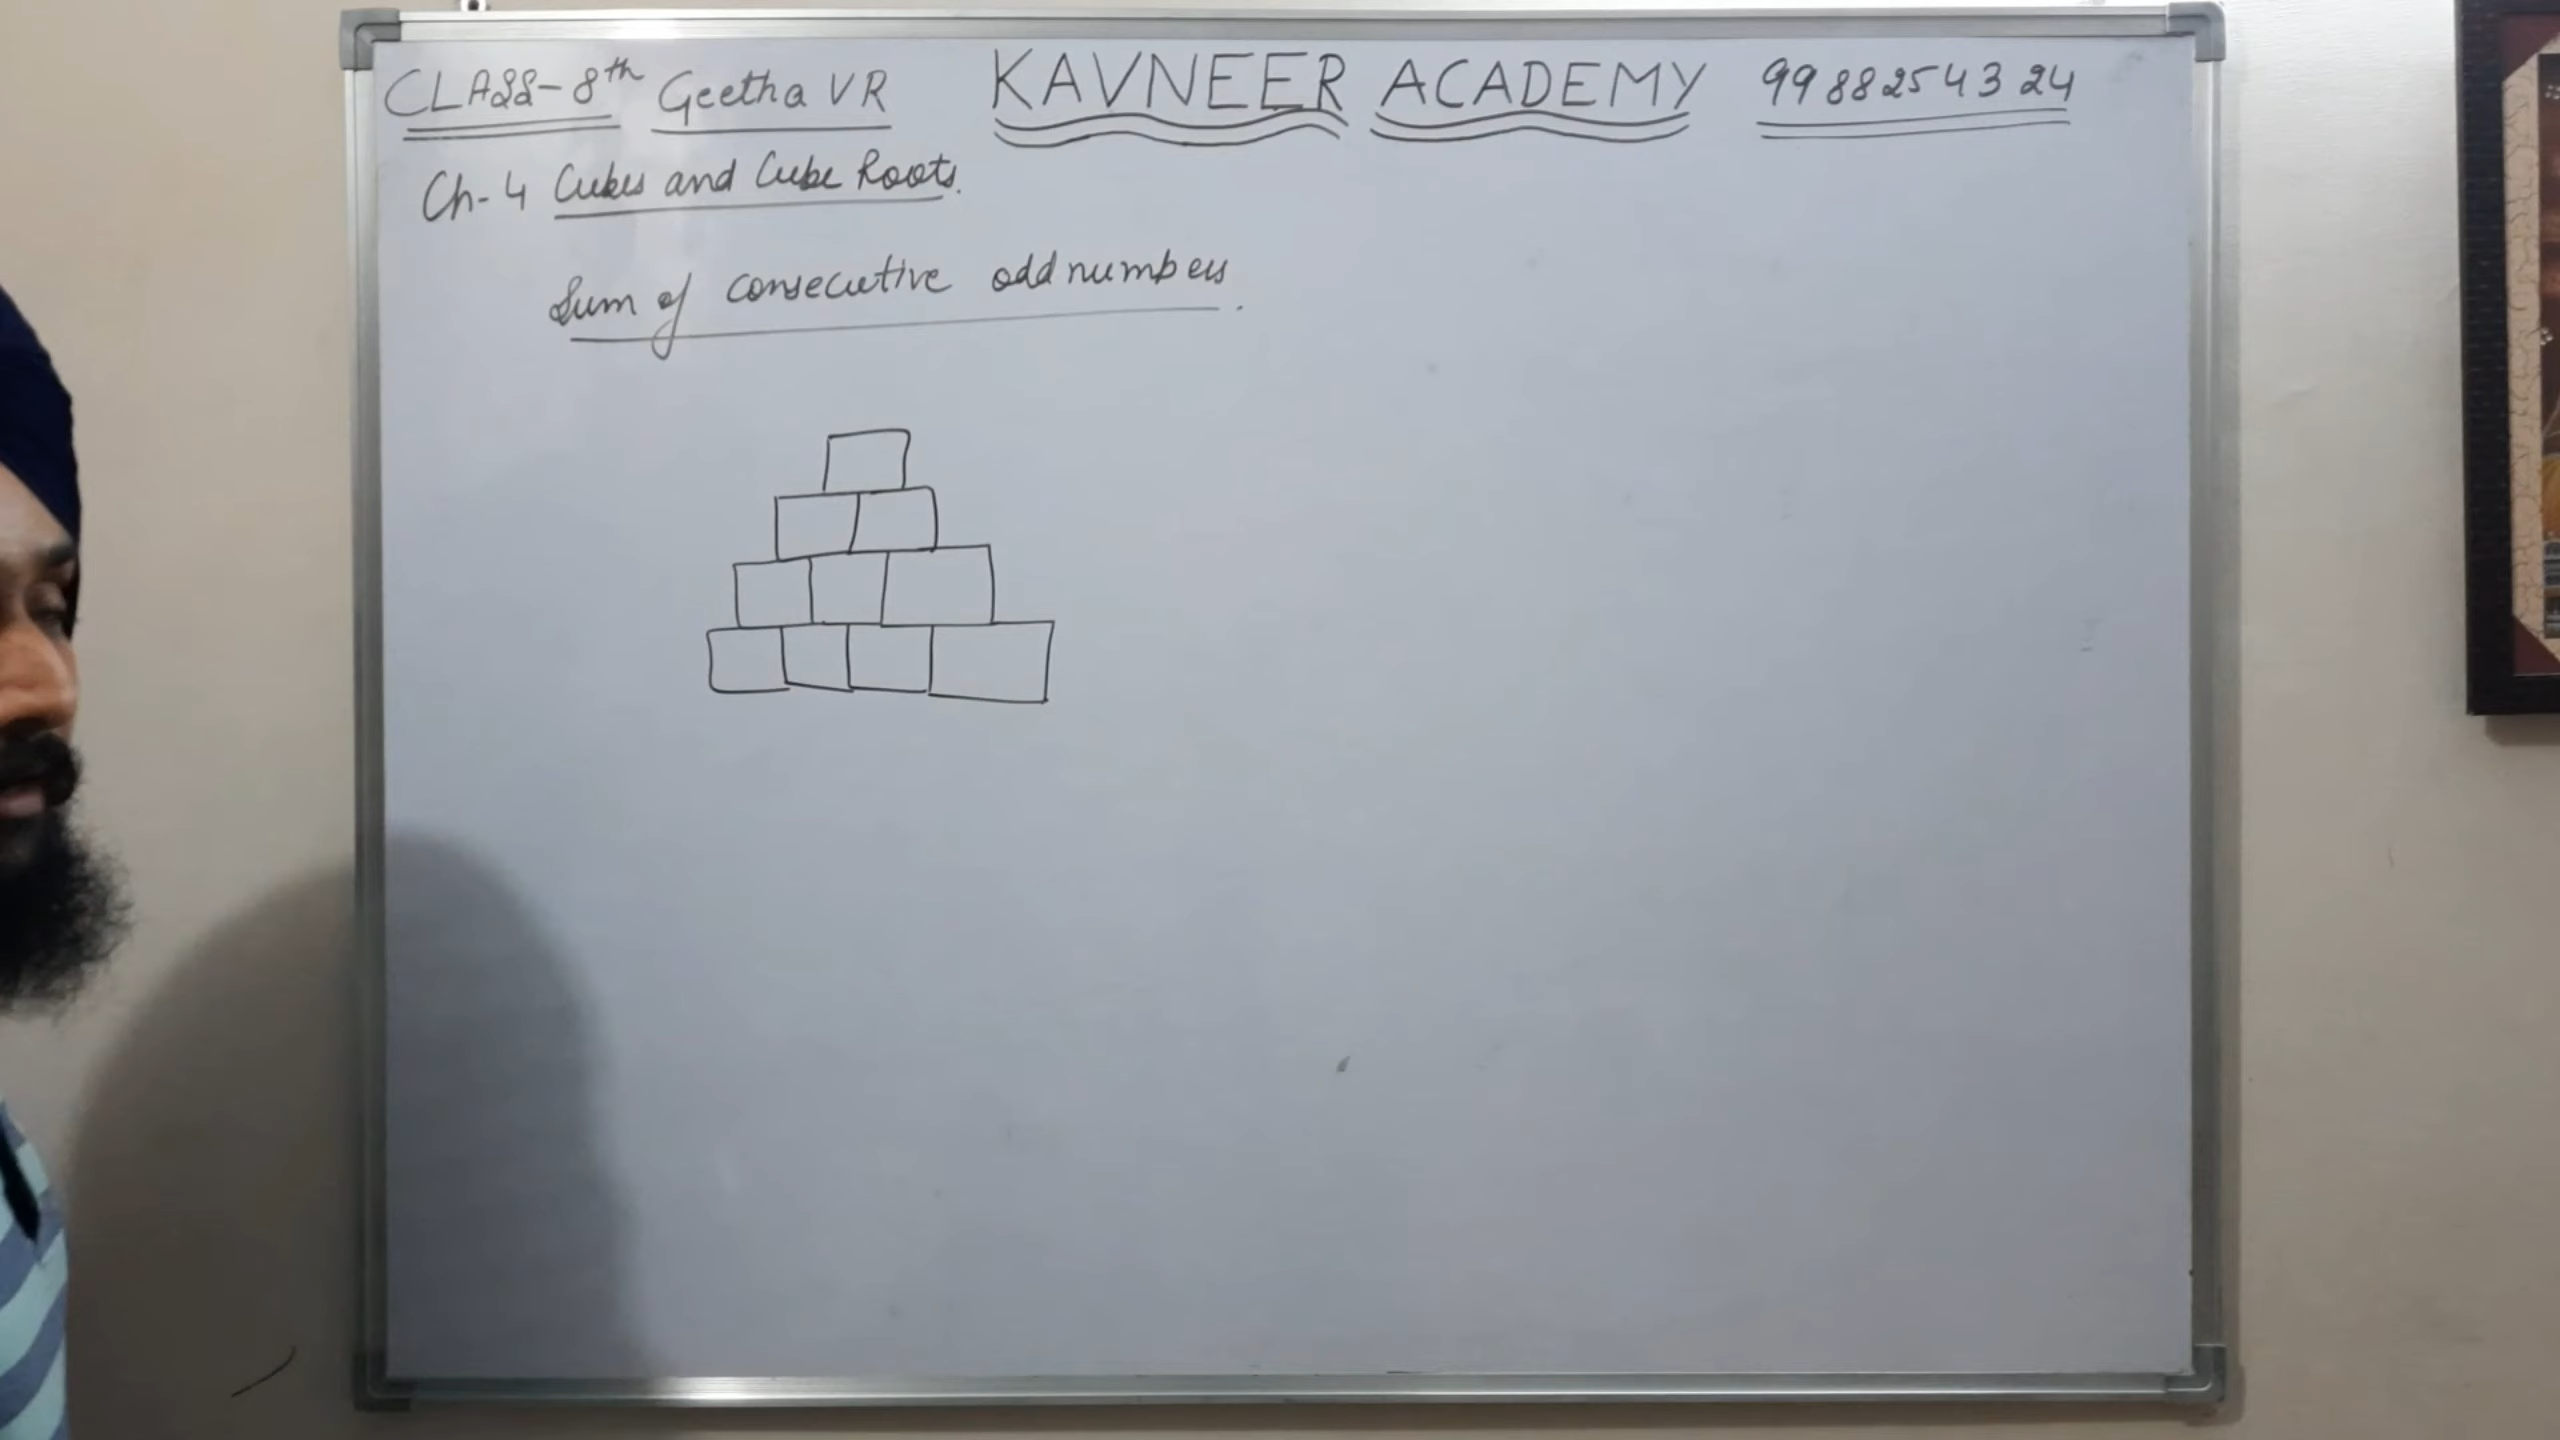 CLASS-8th Geetha VR KAVNEER ACADEMY 9988254324
Ch-4 Cubes and Cube Roots.
Sum of consecutive odd numbers.